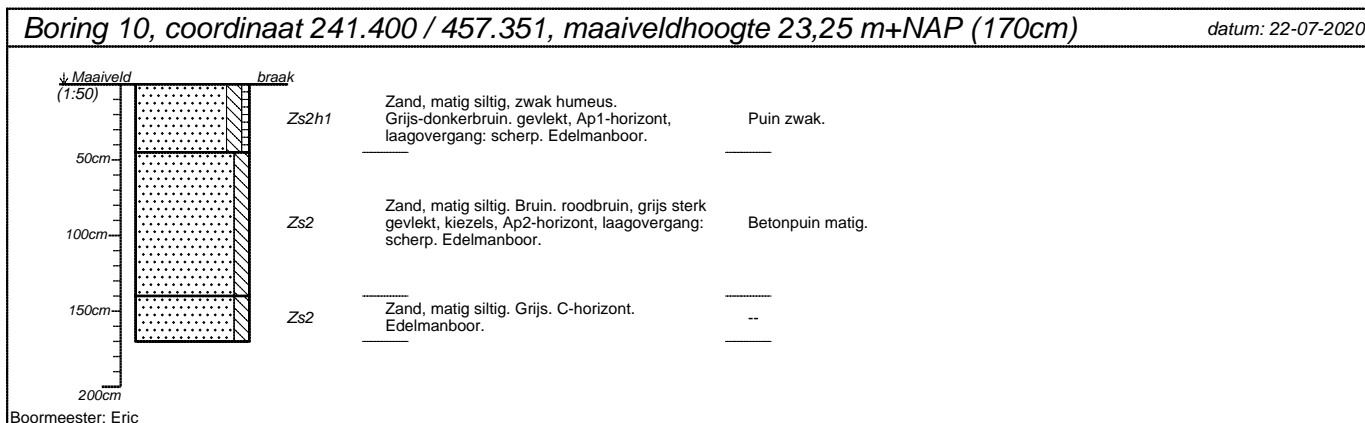 Boring 10, coordinaat 241.400 / 457.351, maaiveldhoogte 23,25 m+NAP (170cm)
datum: 22-07-2020
Maaiveld
braak
(1:50)
Zs2h1
Zand, matig siltig, zwak humeus.
Grijs-donkerbruin. gevlekt, Ap1-horizont,
laagovergang: scherp. Edelmanboor.
Puin zwak.
50cm
Zs2
Zand, matig siltig. Bruin. roodbruin, grijs sterk
gevlekt, kiezels, Ap2-horizont, laagovergang:
scherp. Edelmanboor.
Betonpuin matig.
100cm
150cm
Zs2
Zand, matig siltig. Grijs. C-horizont.
Edelmanboor.
--
200cm
Boormeester: Eric